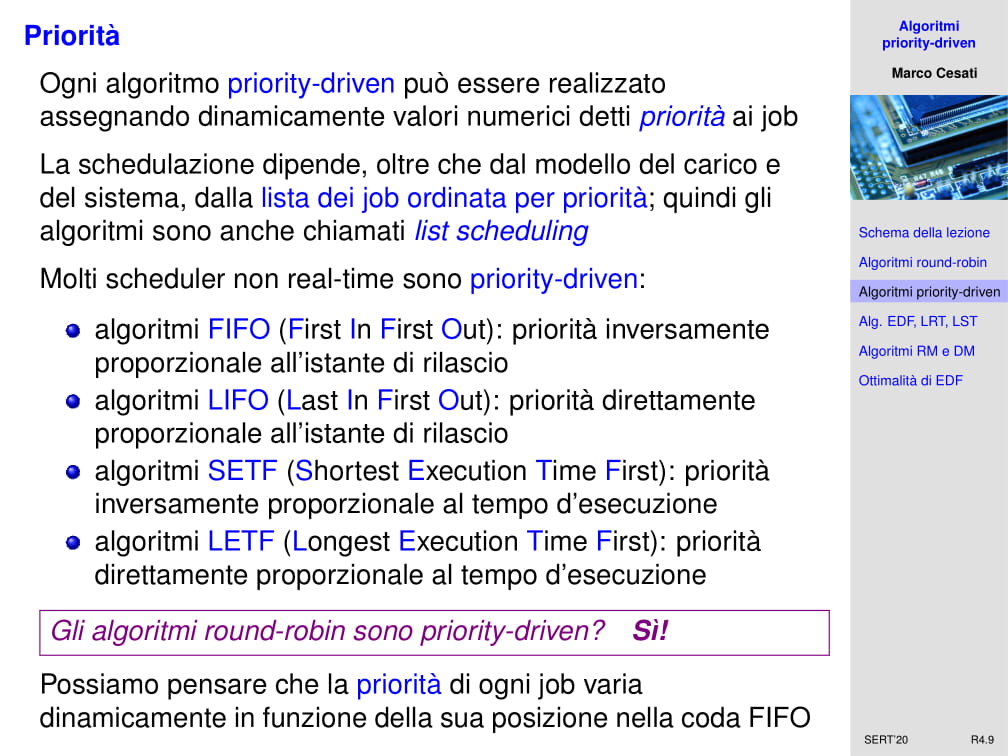 Priorità
Ogni algoritmo priority-driven può essere realizzato
assegnando dinamicamente valori numerici detti priorità ai job
La schedulazione dipende, oltre che dal modello del carico e
del sistema, dalla lista dei job ordinata per priorità; quindi gli
algoritmi sono anche chiamati list scheduling
Molti scheduler non real-time sono priority-driven:
algoritmi FIFO (First In First Out): priorità inversamente
proporzionale all'istante di rilascio
algoritmi LIFO (Last In First Out): priorità direttamente
proporzionale all'istante di rilascio
algoritmi SETF (Shortest Execution Time First): priorità
inversamente proporzionale al tempo d'esecuzione
algoritmi LETF (Longest Execution Time First): priorità
direttamente proporzionale al tempo d'esecuzione
Gli algoritmi round-robin sono priority-driven? Sì!
Possiamo pensare che la priorità di ogni job varia
dinamicamente in funzione della sua posizione nella coda FIFO
Algoritmi
priority-driven
Marco Cesati
Schema della lezione
Algoritmi round-robin
Algoritmi priority-driven
Alg. EDF, LRT, LST
Algoritmi RM e DM
Ottimalità di EDF
SERT'20 R4.9